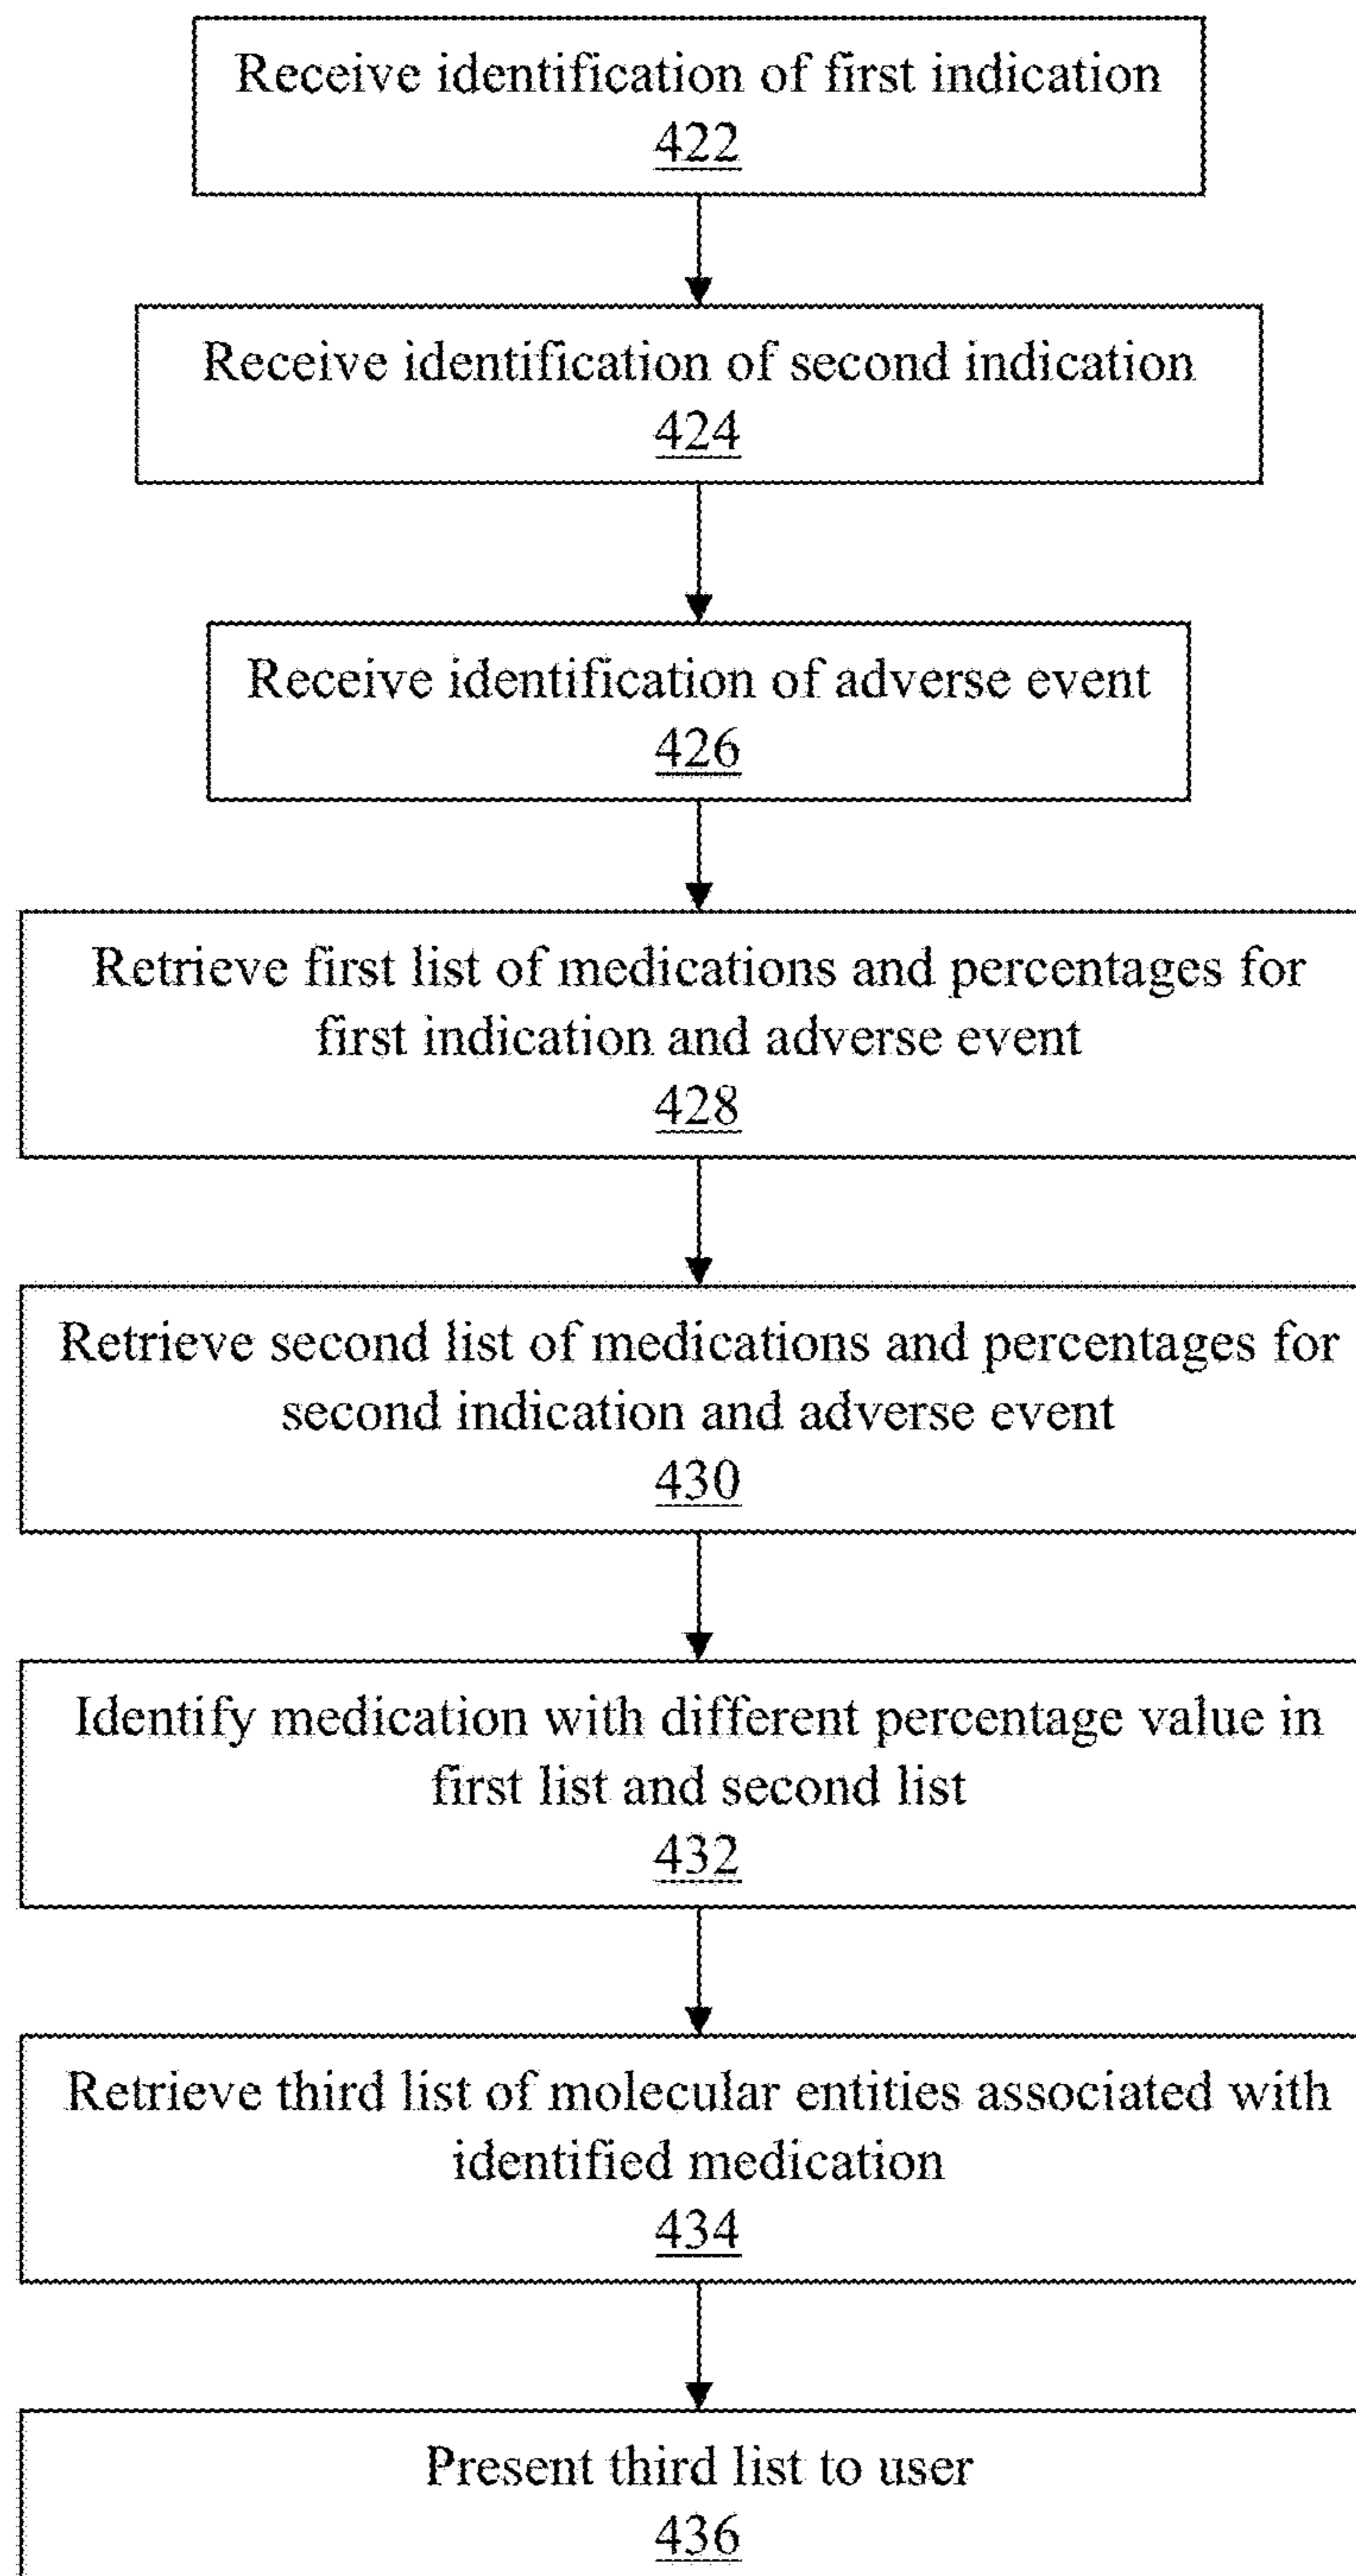 Receive identification of first indication
422
Receive identification of second indication
424
Receive identification of adverse event
426
Retrieve first list of medications and percentages for
first indication and adverse event
428
Retrieve second list of medications and percentages for
second indication and adverse event
430
Identify medication with different percentage value in
first list and second list
432
Retrieve third list of molecular entities associated with
identified medication
434
Present third list to user
436